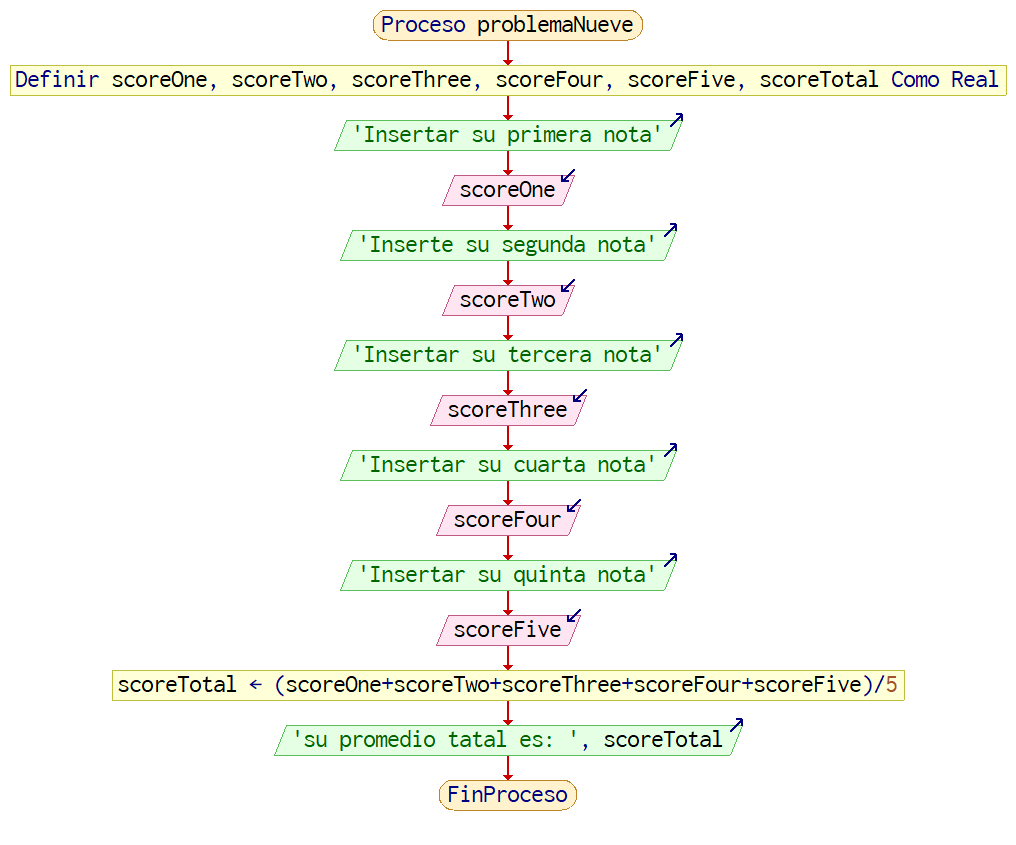 Proceso problemaNueve
Definir scoreOne, scoreTwo, scoreThree, scoreFour, scoreFive, scoreTotal Como Real
'Insertar su primera nota'
scoreOne
'Inserte su segunda nota'
scoreTwo
'Insertar su tercera nota'
scoreThree
'Insertar su cuarta nota'
scoreFour
'Insertar su quinta nota'
scoreFive
scoreTotal ← (scoreOne+scoreTwo+scoreThree+scoreFour+scoreFive)/5
'su promedio tatal es: ', scoreTotal
FinProceso